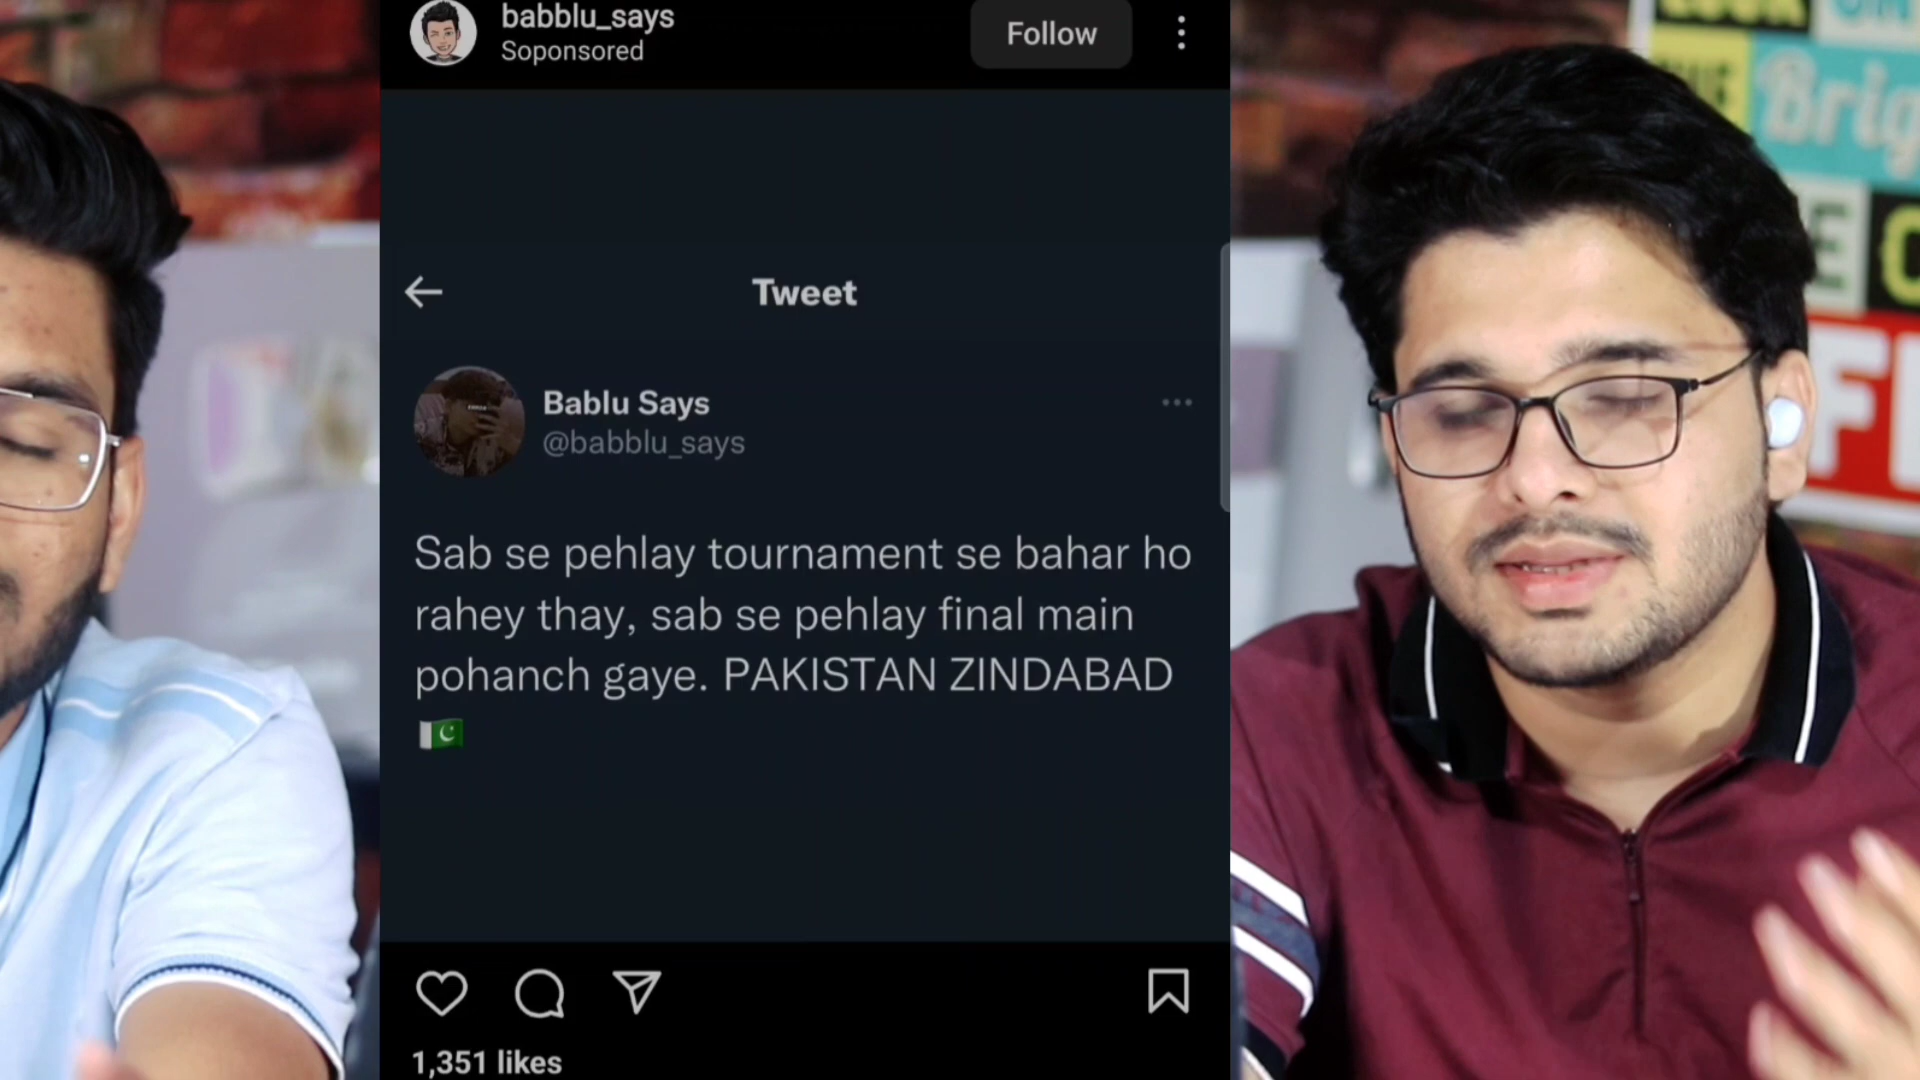 babblu_says
Soponsored
Follow
Tweet
Bablu Says
@babblu_says
Sab se pehlay tournament se bahar ho
rahey thay, sab se pehlay final main
pohanch gaye. PAKISTAN ZINDABAD
🇵🇰
1,351 likes
Brig